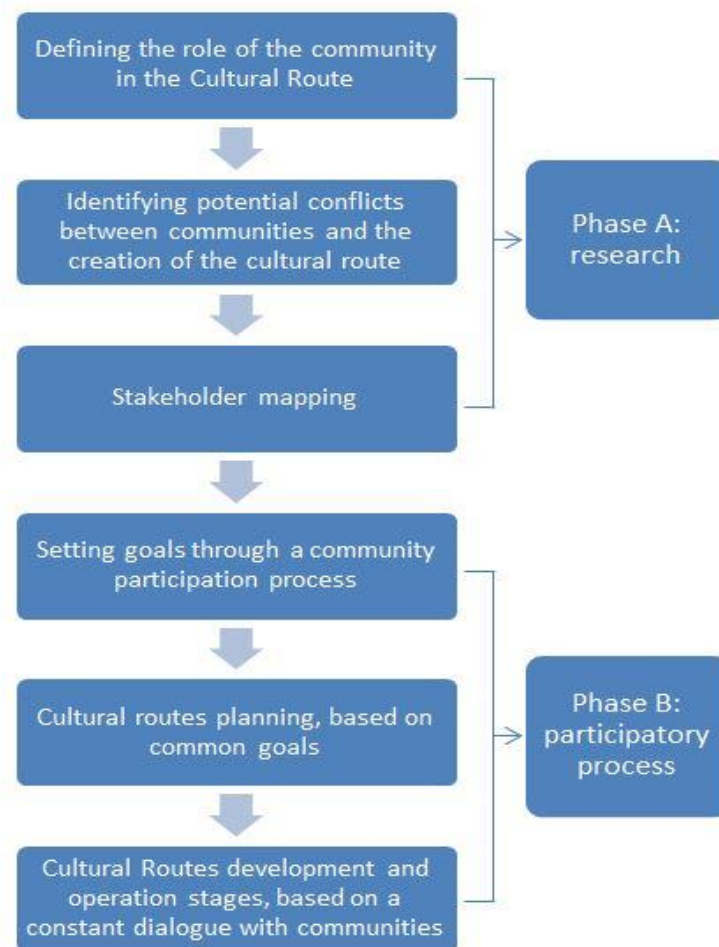 Defining the role of the community
in the Cultural Route
Identifying potential conflicts
between communities and the
creation of the cultural route
Phase A:
research
Stakeholder mapping
Setting goals through a community
participation process
Cultural routes planning, based on
common goals
Phase B:
participatory
process
Cultural Routes development and
operation stages, based on a
constant dialogue with communities